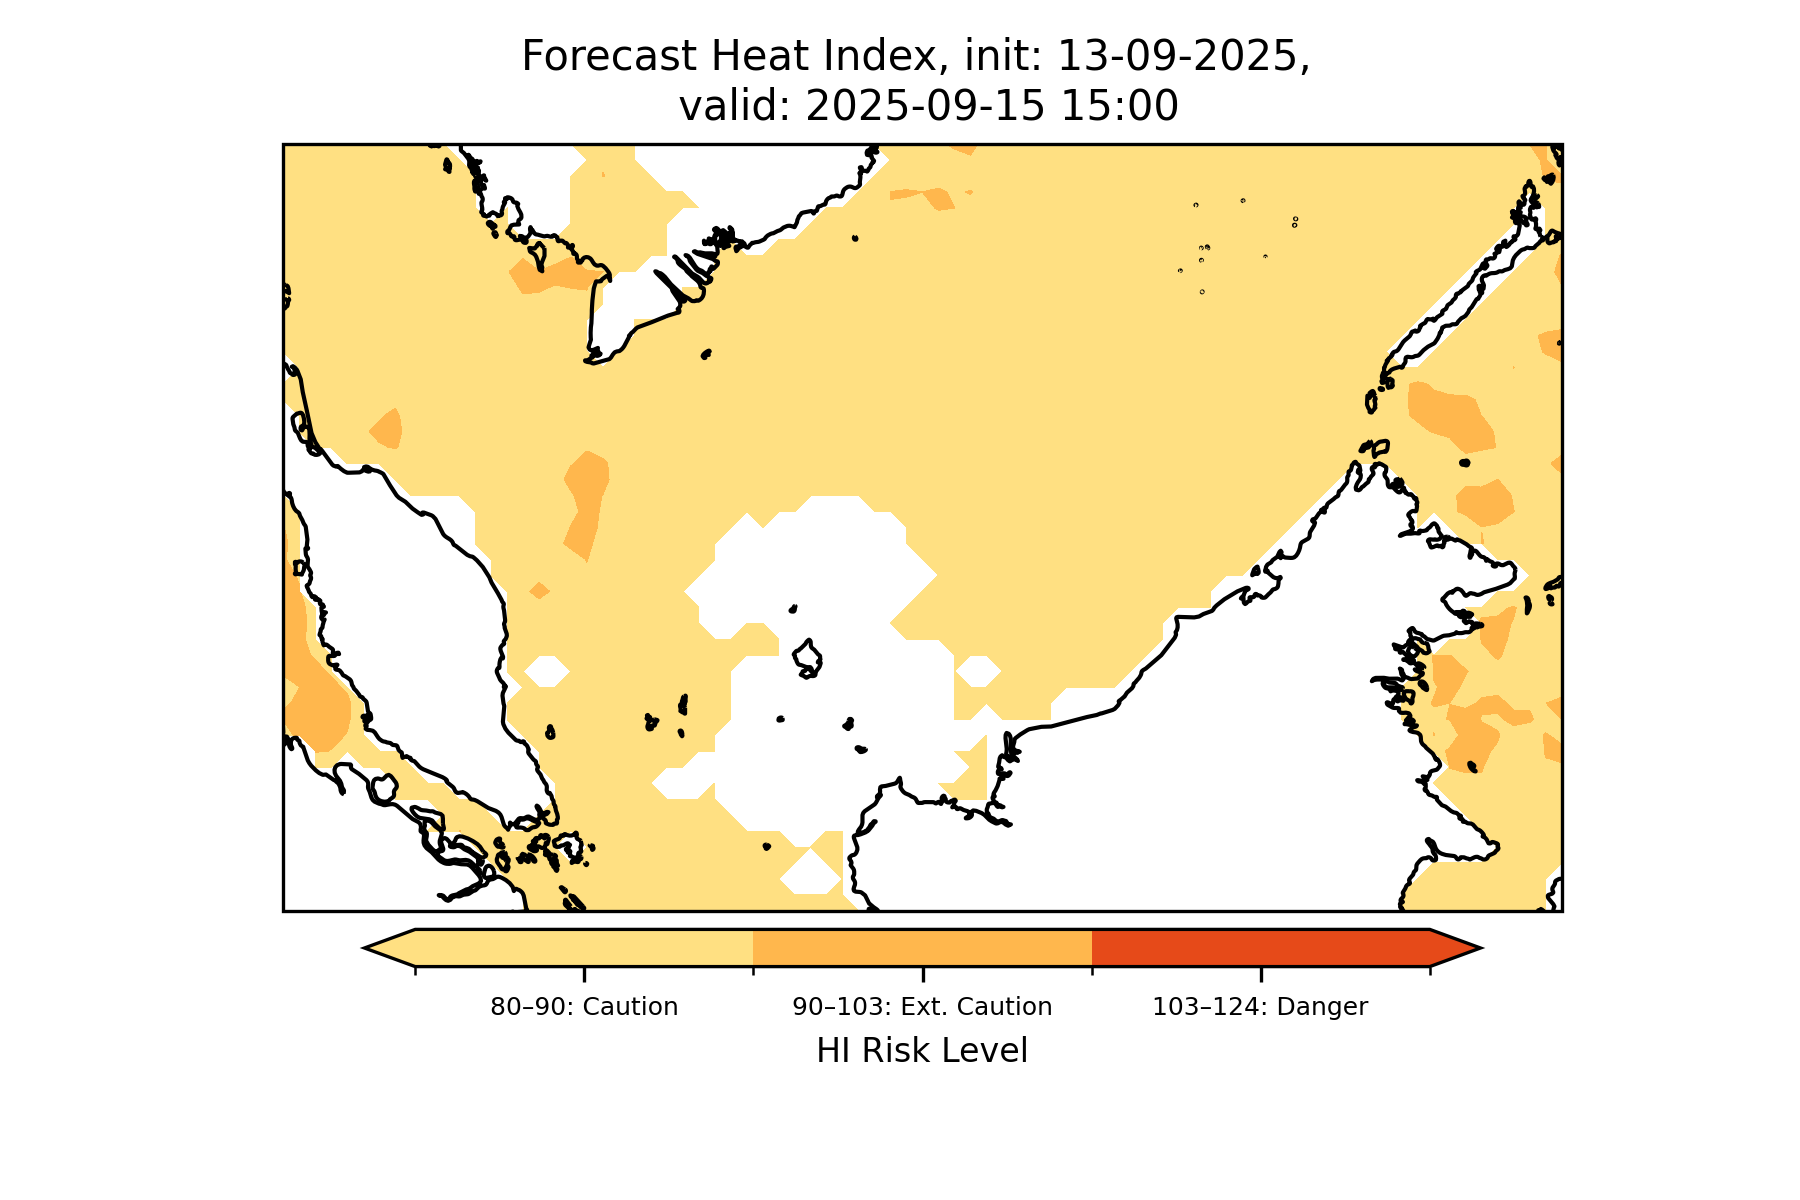 Forecast Heat Index, init: 13-09-2025,
valid: 2025-09-15 15:00
80–90: Caution
90–103: Ext. Caution
103–124: Danger
HI Risk Level